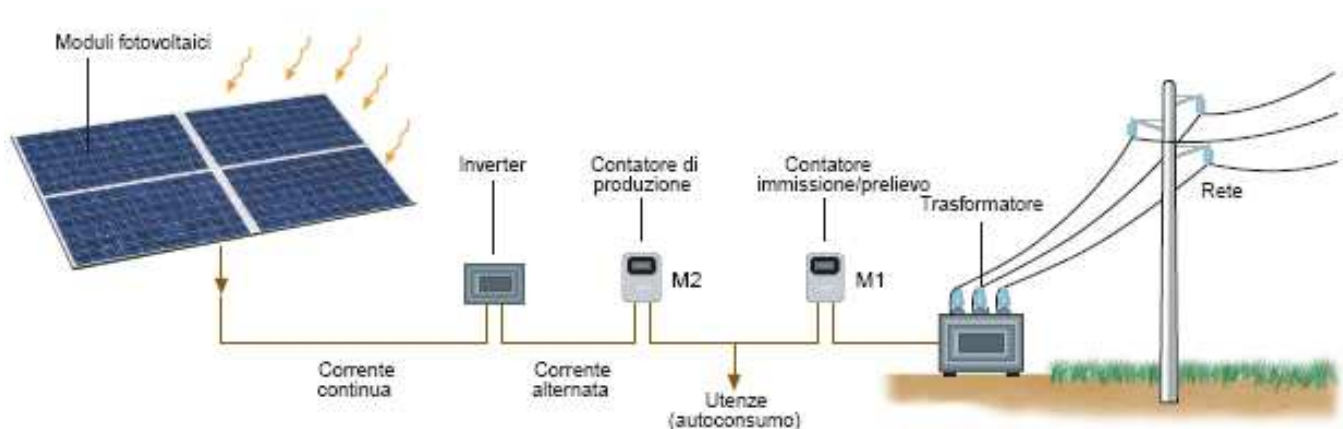 Moduli fotovoltaici
Inverter
Contatore di
produzione
Contatore
immissione/prelievo
Trasformatore
Rete
M2
M1
Corrente
continua
Corrente
alternata
Utenze
(autoconsumo)